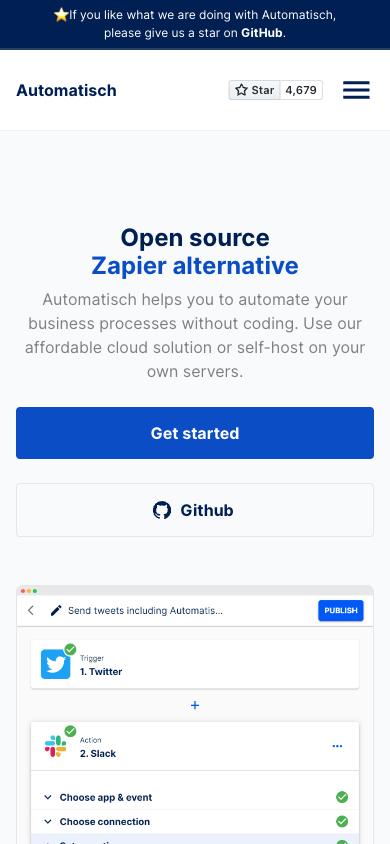 ⭐If you like what we are doing with Automatisch,
please give us a star on GitHub.
Automatisch
Star 4,679
Open source
Zapier alternative
Automatisch helps you to automate your
business processes without coding. Use our
affordable cloud solution or self-host on your
own servers.
Get started
Github
Send tweets including Automatis...
PUBLISH
Trigger
1. Twitter
+
Action
2. Slack
Choose app & event
Choose connection